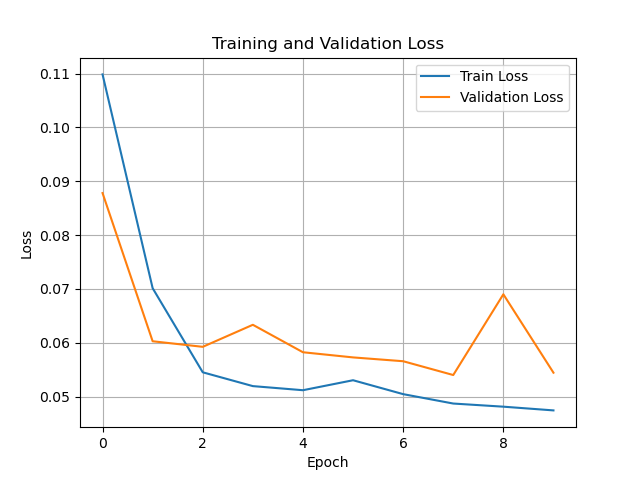 Training and Validation Loss
Train Loss
Validation Loss
0.11
0.10
0.09
0.08
0.07
0.06
0.05
Loss
0 2 4 6 8
Epoch